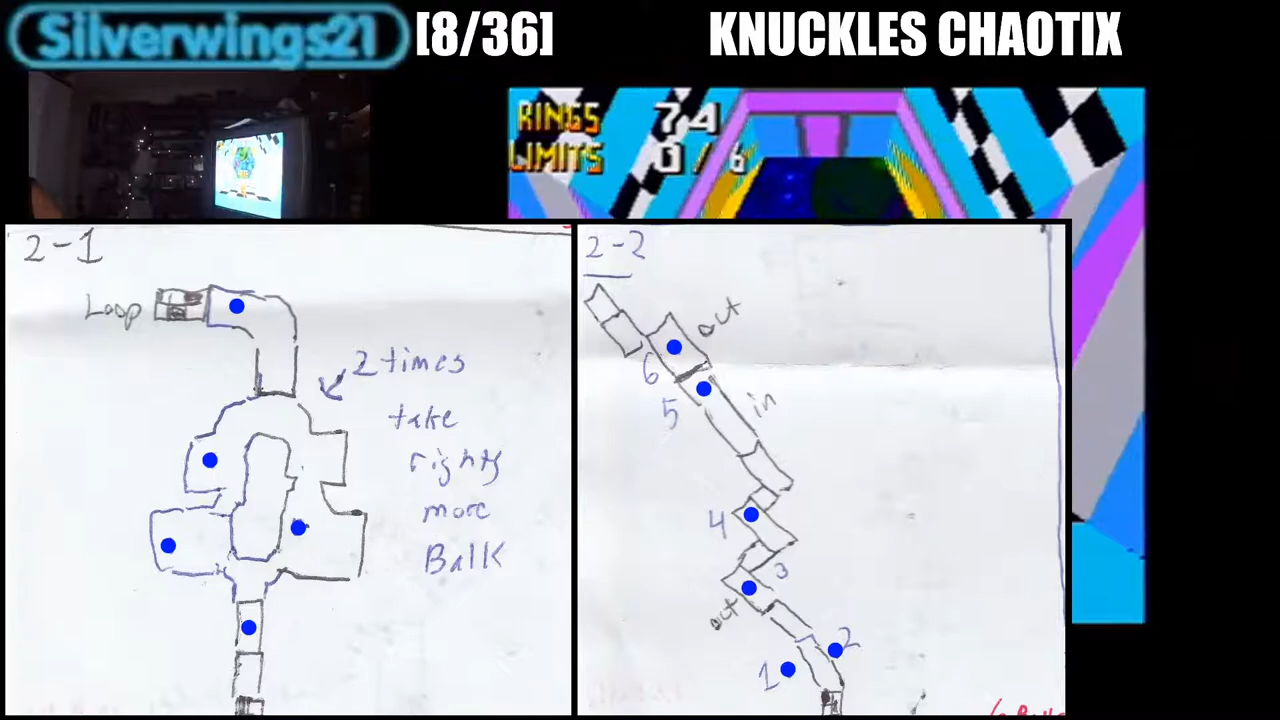 Silverwings21 [8/36] KNUCKLES CHAOTIX
RINGS 74
LIMITS 0/6
2-1
Loop
2 times
take
rights
more
Balk
2-2
out
6
5
in
4
3
out
2
1